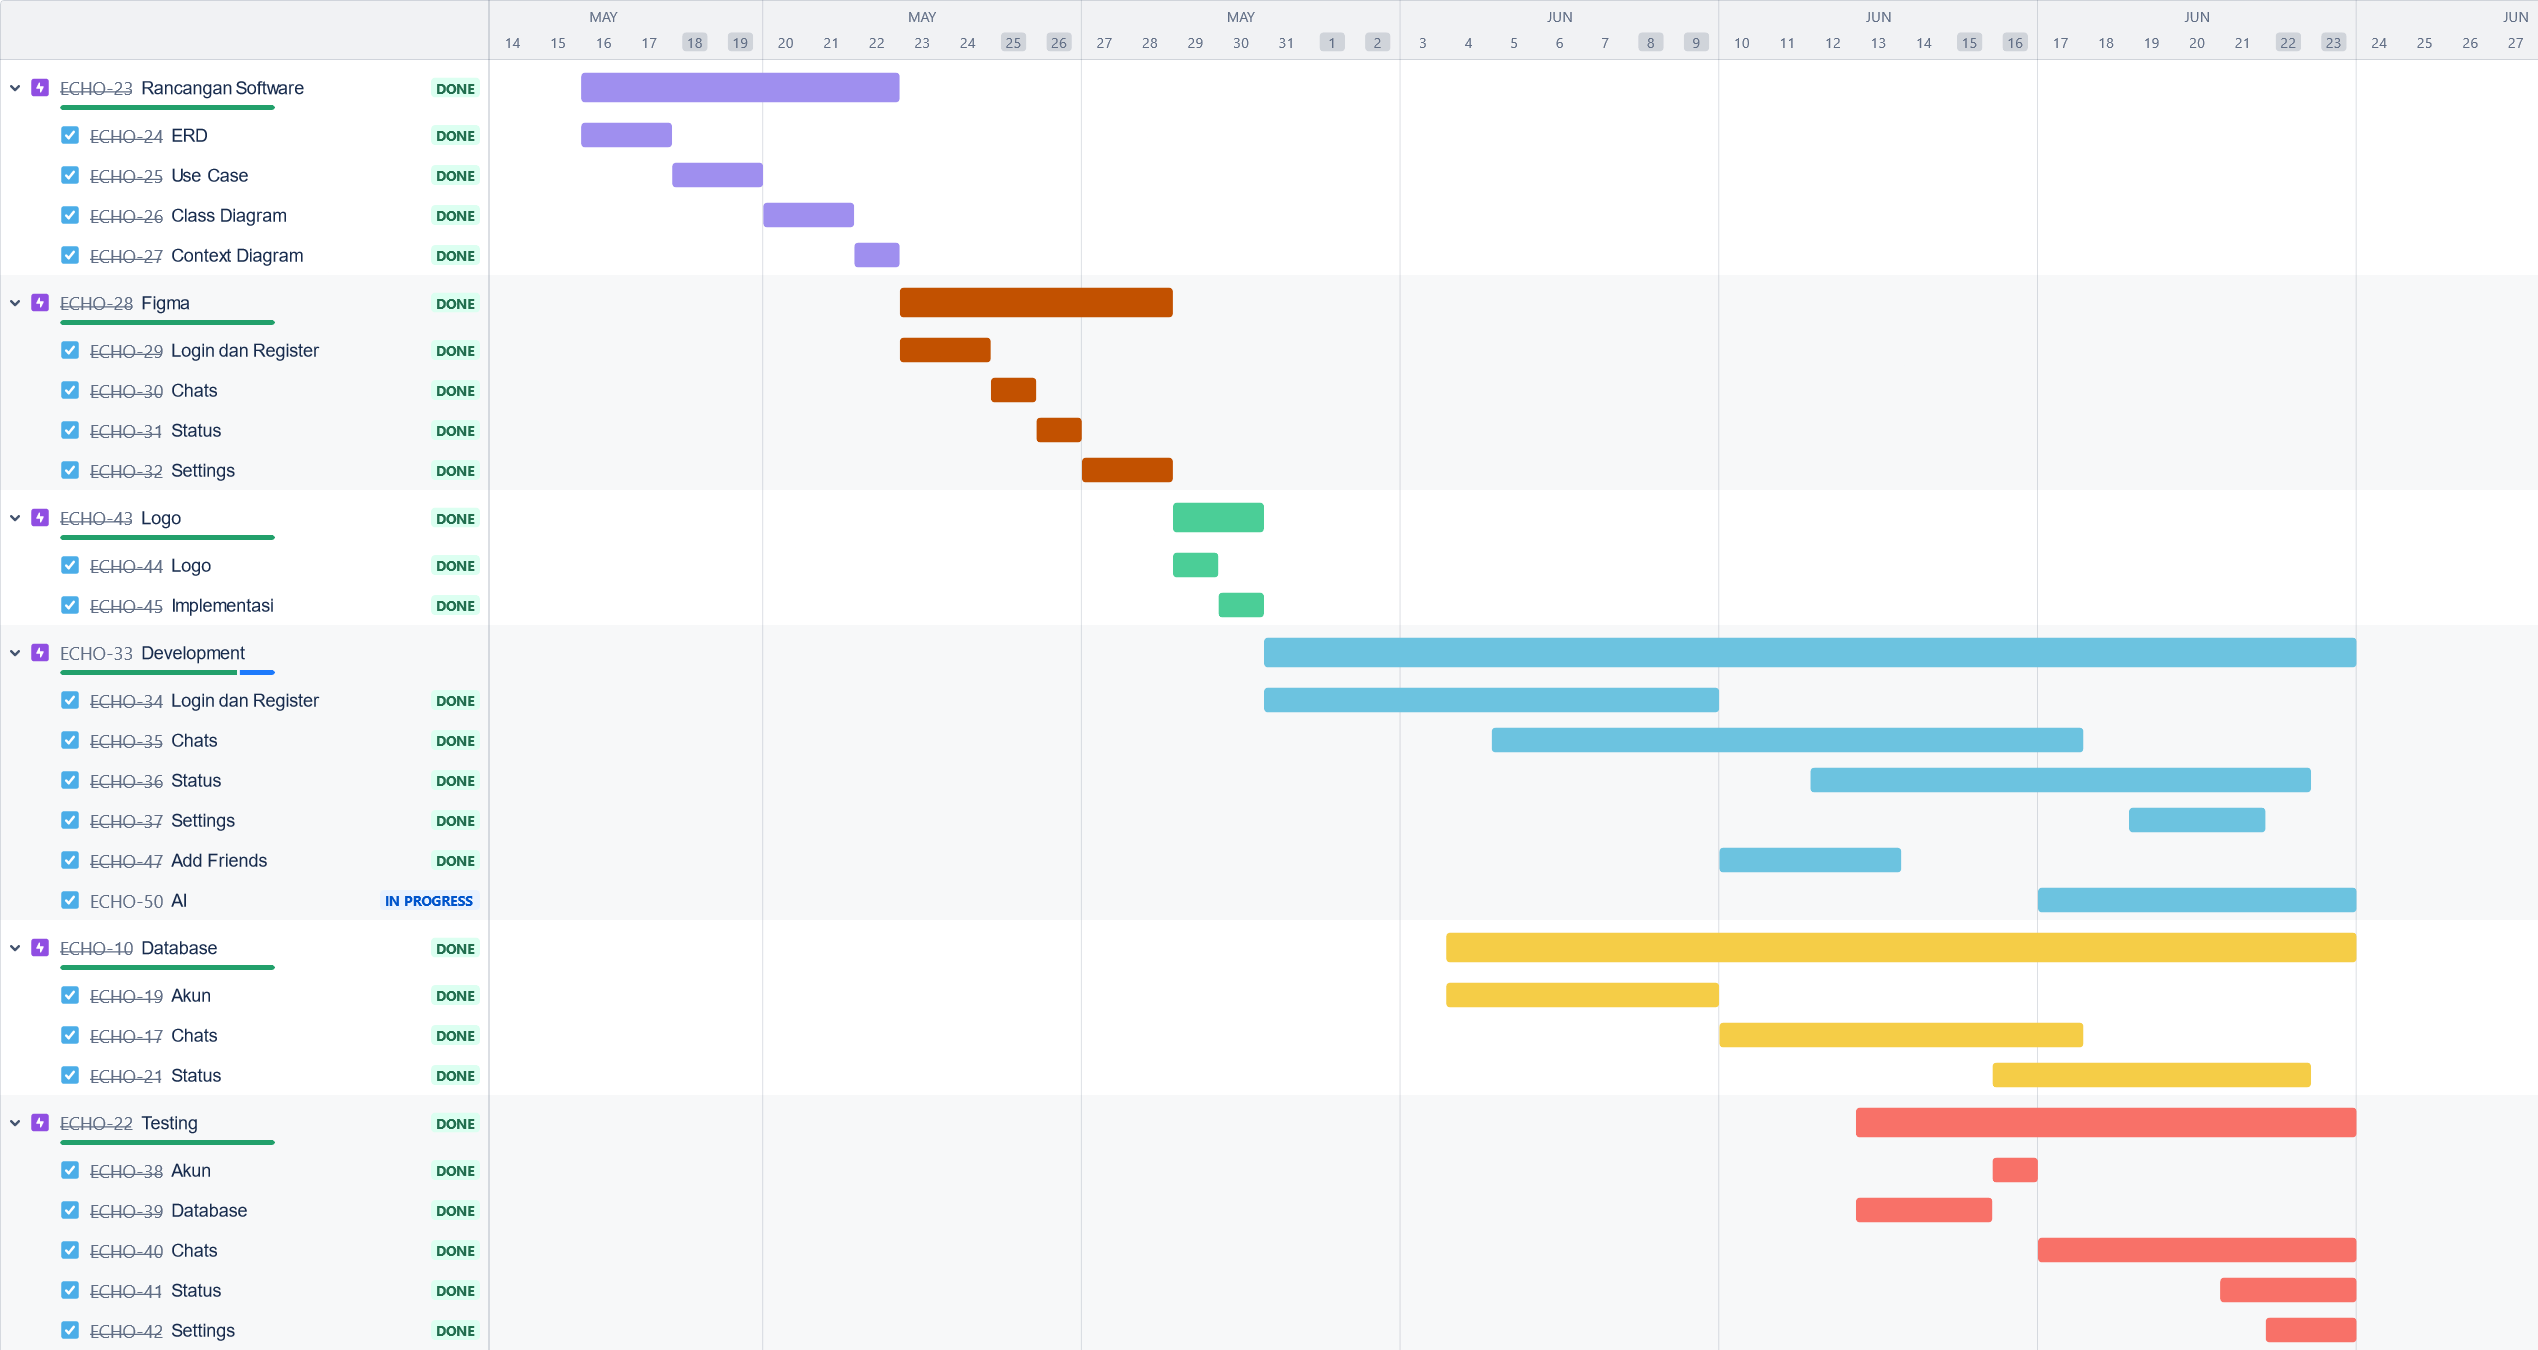 MAY MAY MAY JUN JUN JUN JUN
14 15 16 17 18 19 20 21 22 23 24 25 26 27 28 29 30 31 1 2 3 4 5 6 7 8 9 10 11 12 13 14 15 16 17 18 19 20 21 22 23 24 25 26 27
ECHO-23 Rancangan Software DONE
ECHO-24 ERD DONE
ECHO-25 Use Case DONE
ECHO-26 Class Diagram DONE
ECHO-27 Context Diagram DONE
ECHO-28 Figma DONE
ECHO-29 Login dan Register DONE
ECHO-30 Chats DONE
ECHO-31 Status DONE
ECHO-32 Settings DONE
ECHO-43 Logo DONE
ECHO-44 Logo DONE
ECHO-45 Implementasi DONE
ECHO-33 Development
ECHO-34 Login dan Register DONE
ECHO-35 Chats DONE
ECHO-36 Status DONE
ECHO-37 Settings DONE
ECHO-47 Add Friends DONE
ECHO-50 AI IN PROGRESS
ECHO-10 Database DONE
ECHO-19 Akun DONE
ECHO-17 Chats DONE
ECHO-21 Status DONE
ECHO-22 Testing DONE
ECHO-38 Akun DONE
ECHO-39 Database DONE
ECHO-40 Chats DONE
ECHO-41 Status DONE
ECHO-42 Settings DONE